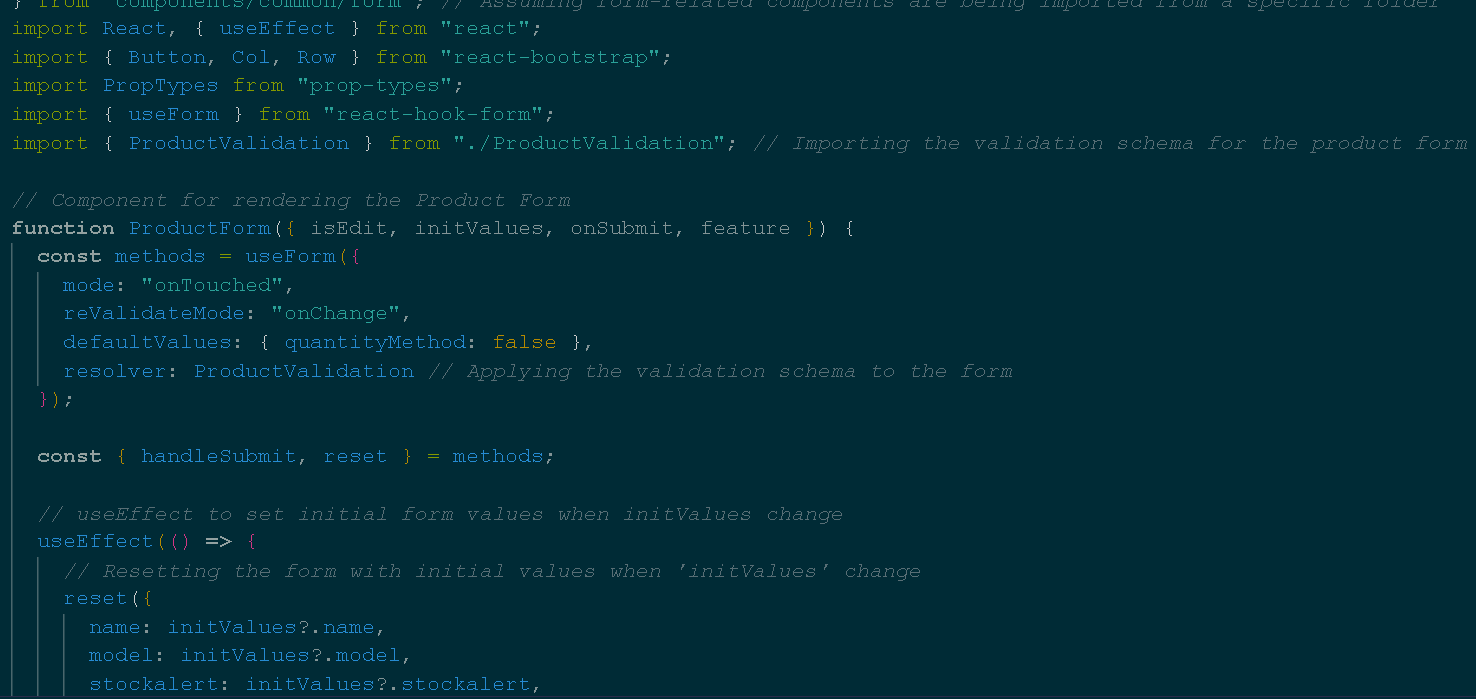 } from "components/common/form"; // Assuming form-related components are being imported from a specific folder
import React, { useEffect } from "react";
import { Button, Col, Row } from "react-bootstrap";
import PropTypes from "prop-types";
import { useForm } from "react-hook-form";
import { ProductValidation } from "./ProductValidation"; // Importing the validation schema for the product form
// Component for rendering the Product Form
function ProductForm({ isEdit, initValues, onSubmit, feature }) {
const methods = useForm({
mode: "onTouched",
reValidateMode: "onChange",
defaultValues: { quantityMethod: false },
resolver: ProductValidation // Applying the validation schema to the form
});
const { handleSubmit, reset } = methods;
// useEffect to set initial form values when initValues change
useEffect(() => {
// Resetting the form with initial values when 'initValues' change
reset({
name: initValues?.name,
model: initValues?.model,
stockalert: initValues?.stockalert,